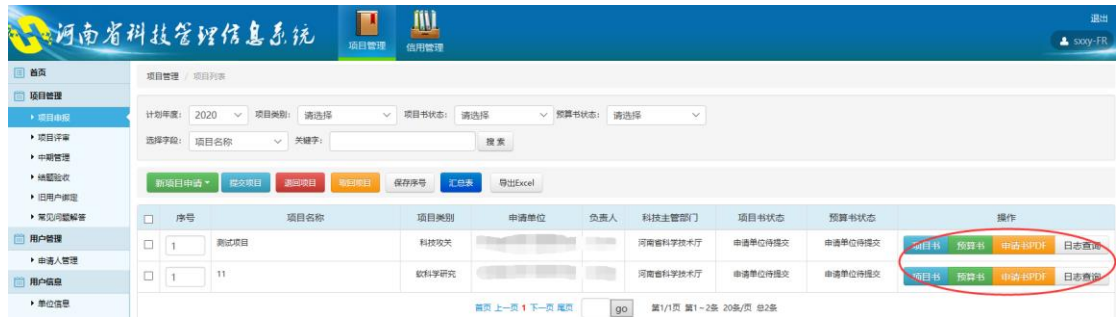 退出
河南省科技管理信息系统
项目管理
信用管理
sxxy-FR
首页
项目管理
项目申报
项目评审
中期管理
结题验收
旧用户绑定
常见问题解答
用户管理
申请人管理
用户信息
单位信息
项目管理 / 项目列表
计划年度: 2020 项目类别: 请选择 项目书状态: 请选择 预算书状态: 请选择
选择字段: 项目名称 关键字: 搜索
新项目申请 提交项目 退回项目 撤回项目 保存序号 汇总表 导出Excel
序号 项目名称 项目类别 申请单位 负责人 科技主管部门 项目书状态 预算书状态 操作
1 测试项目 科技攻关 河南省科学技术厅 申请单位待提交 申请单位待提交 项目书 预算书 申请书PDF 日志查询
1 11 软科学研究 河南省科学技术厅 申请单位待提交 申请单位待提交 项目书 预算书 申请书PDF 日志查询
首页 上一页 1 下一页 尾页 go 第1/1页 第1-2条 20条/页 总2条